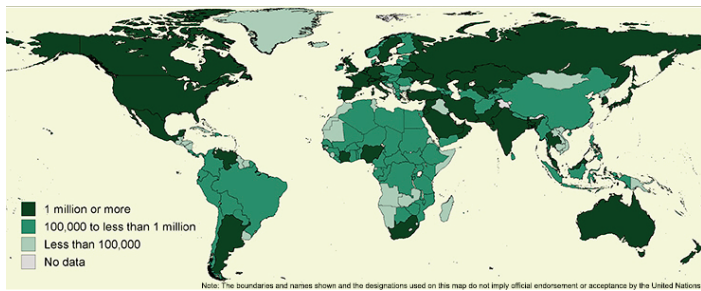 1 million or more
100,000 to less than 1 million
Less than 100,000
No data
Note: The boundaries and names shown and the designations used on this map do not imply official endorsement or acceptance by the United Nations